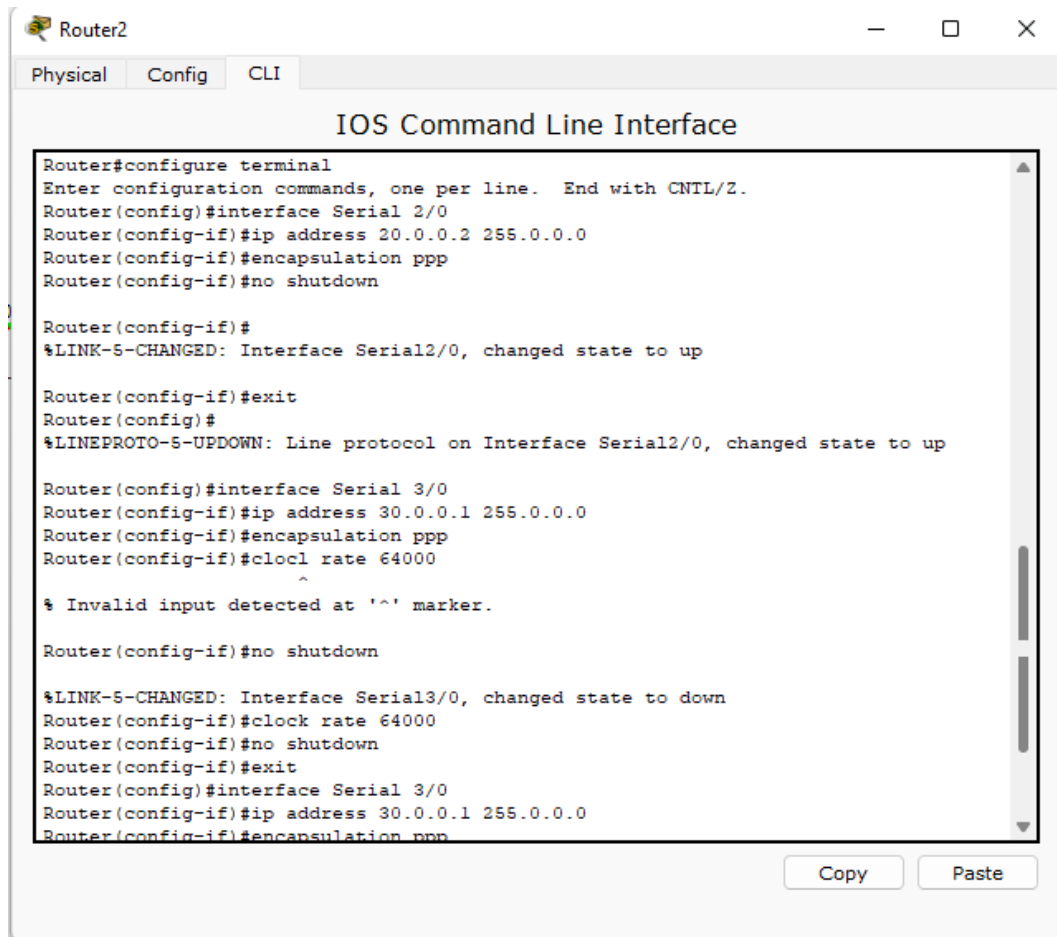 Router2
Physical Config CLI
IOS Command Line Interface
Router#configure terminal
Enter configuration commands, one per line.  End with CNTL/Z.
Router(config)#interface Serial 2/0
Router(config-if)#ip address 20.0.0.2 255.0.0.0
Router(config-if)#encapsulation ppp
Router(config-if)#no shutdown
Router(config-if)#
%LINK-5-CHANGED: Interface Serial2/0, changed state to up
Router(config-if)#exit
Router(config)#
%LINEPROTO-5-UPDOWN: Line protocol on Interface Serial2/0, changed state to up
Router(config)#interface Serial 3/0
Router(config-if)#ip address 30.0.0.1 255.0.0.0
Router(config-if)#encapsulation ppp
Router(config-if)#clocl rate 64000
^
% Invalid input detected at '^' marker.
Router(config-if)#no shutdown
%LINK-5-CHANGED: Interface Serial3/0, changed state to down
Router(config-if)#clock rate 64000
Router(config-if)#no shutdown
Router(config-if)#exit
Router(config)#interface Serial 3/0
Router(config-if)#ip address 30.0.0.1 255.0.0.0
Router(config-if)#encapsulation ppp
Copy Paste